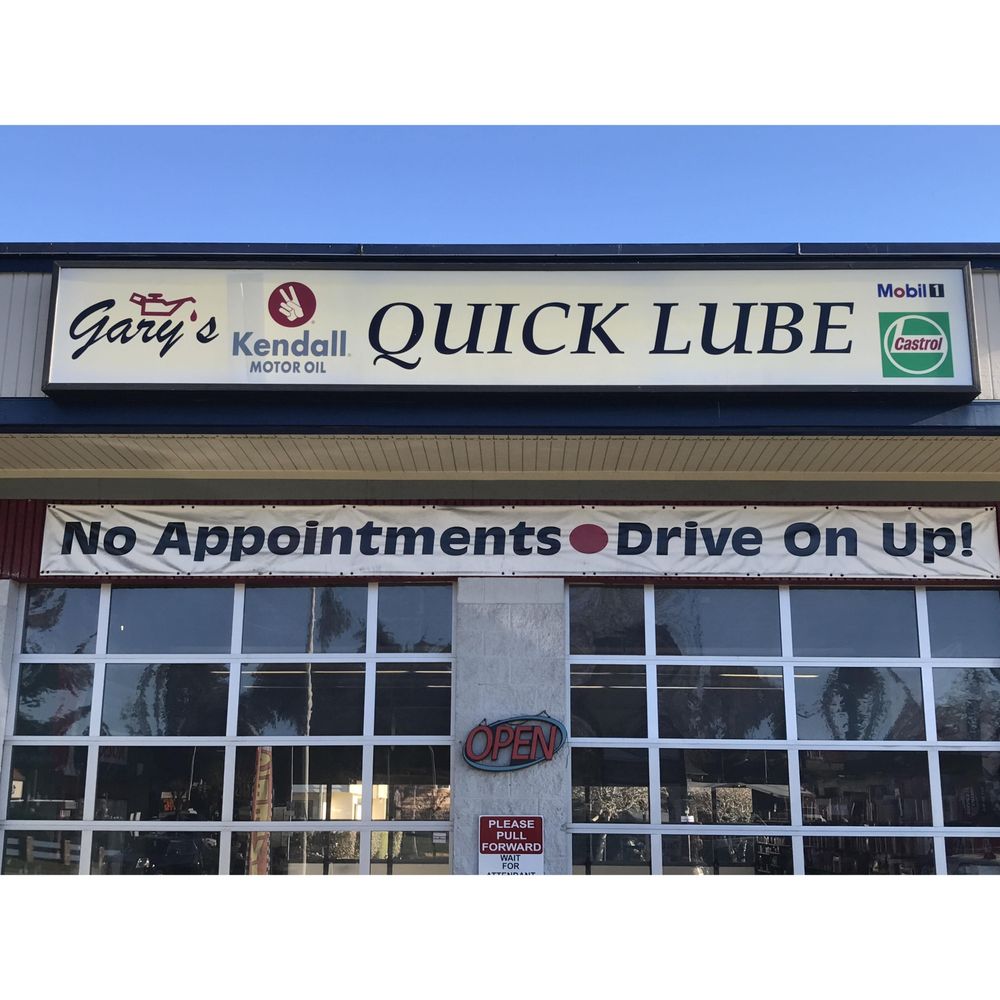 Gary's
Kendall
MOTOR OIL
QUICK LUBE
Mobil 1
Castrol
No Appointments Drive On Up!
OPEN
PLEASE
PULL
FORWARD
WAIT
FOR
ATTENDANT